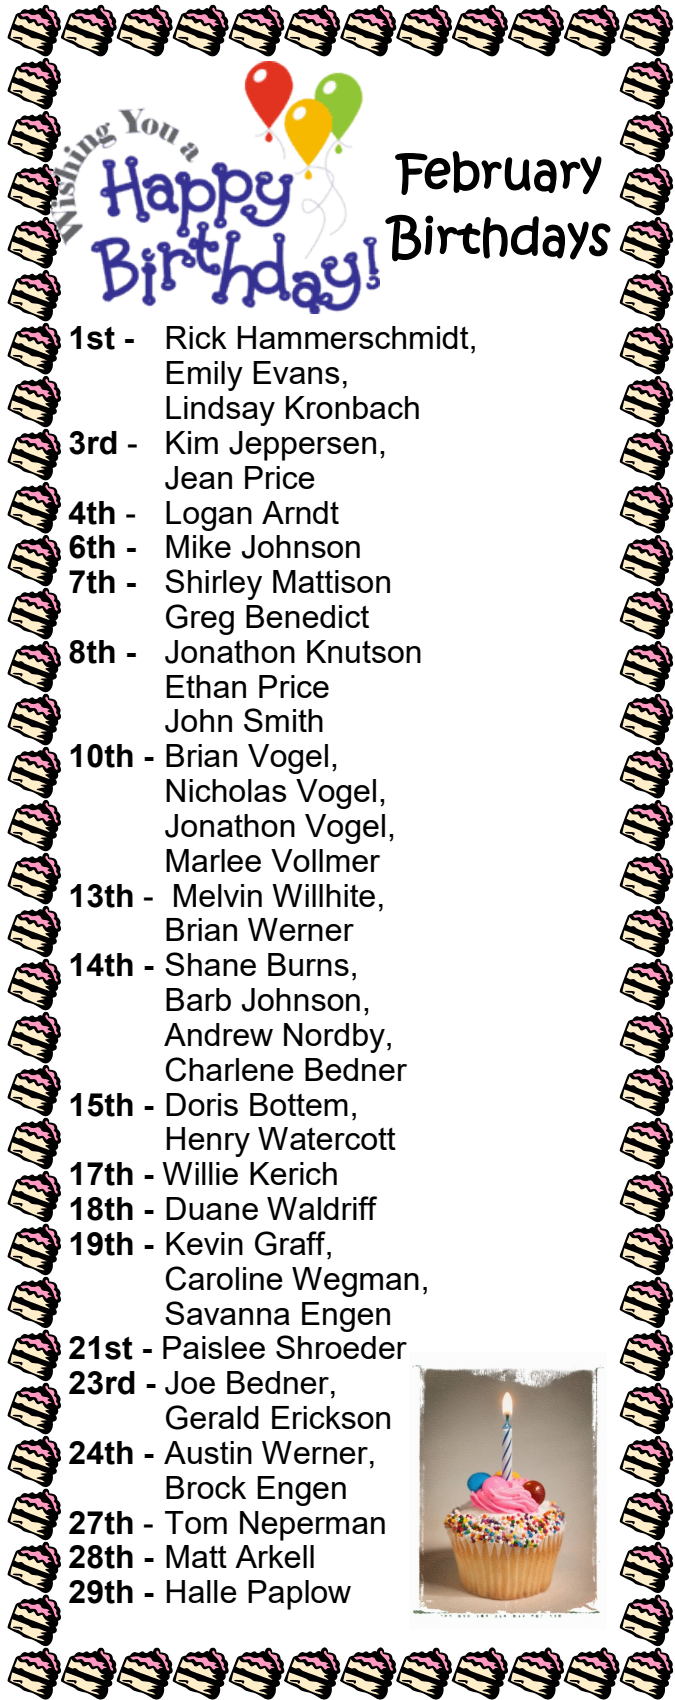 Wishing You a
Happy
Birthday!
February
Birthdays
1st - Rick Hammerschmidt,
Emily Evans,
Lindsay Kronbach
3rd - Kim Jeppersen,
Jean Price
4th - Logan Arndt
6th - Mike Johnson
7th - Shirley Mattison
Greg Benedict
8th - Jonathon Knutson
Ethan Price
John Smith
10th - Brian Vogel,
Nicholas Vogel,
Jonathon Vogel,
Marlee Vollmer
13th - Melvin Willhite,
Brian Werner
14th - Shane Burns,
Barb Johnson,
Andrew Nordby,
Charlene Bedner
15th - Doris Bottem,
Henry Watercott
17th - Willie Kerich
18th - Duane Waldriff
19th - Kevin Graff,
Caroline Wegman,
Savanna Engen
21st - Paislee Shroeder
23rd - Joe Bedner,
Gerald Erickson
24th - Austin Werner,
Brock Engen
27th - Tom Neperman
28th - Matt Arkell
29th - Halle Paplow